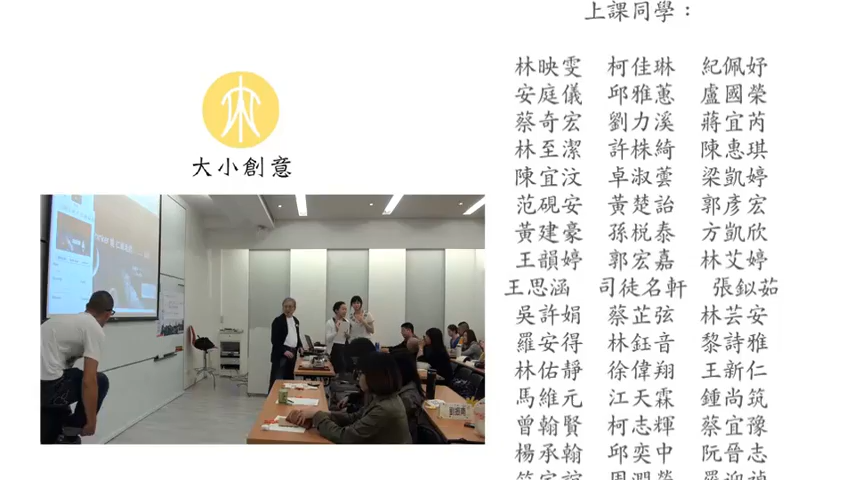 上課同學：
大小創意
林映雯 柯佳琳 紀佩妤
安庭儀 邱雅蕙 盧國榮
蔡奇宏 劉力溪 蔣宜芮
林至潔 許株綺 陳惠琪
陳宜汶 卓淑蕓 梁凱婷
范硯安 黃楚詒 郭彥宏
黃建豪 孫棁泰 方凱欣
王韻婷 郭宏嘉 林艾婷
王思涵 司徒名軒 張鈫茹
吳許娟 蔡芷弦 林芸安
羅安得 林鈺音 黎詩雅
林佑靜 徐偉翔 王新仁
馬維元 江天霖 鍾尚筑
曾翰賢 柯志輝 蔡宜豫
楊承翰 邱奕中 阮晉志